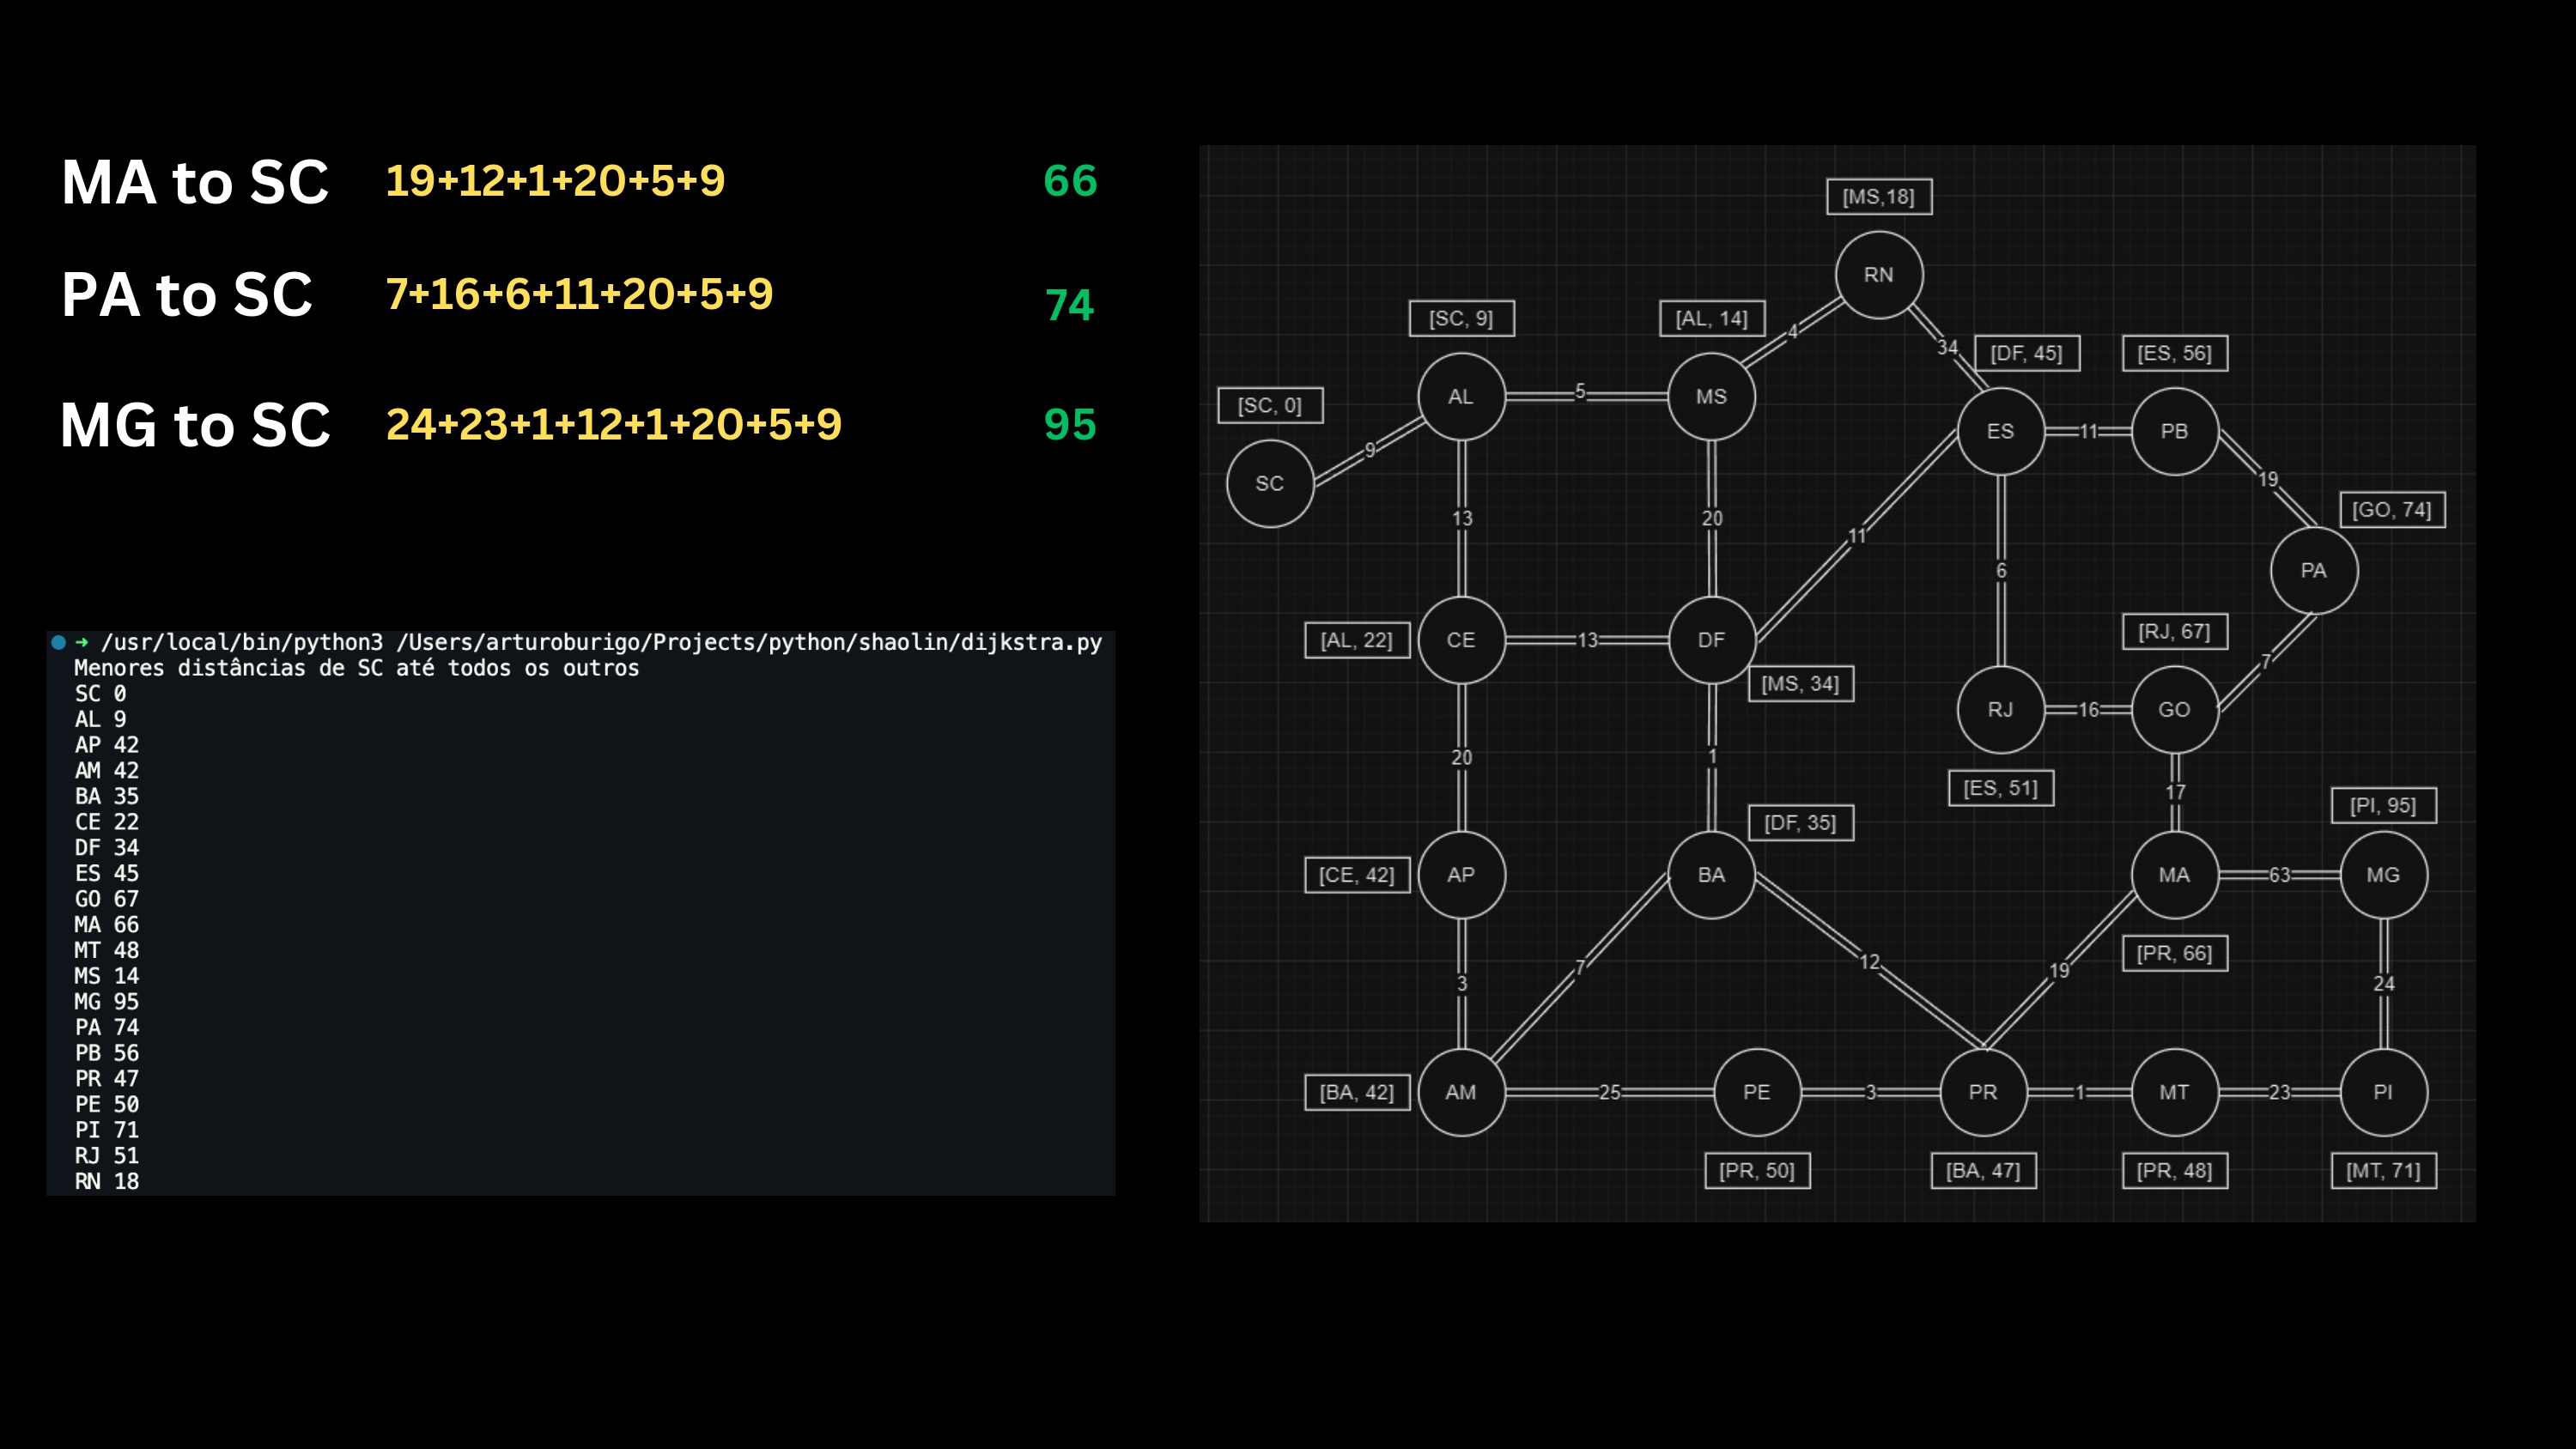 MA to SC 19+12+1+20+5+9 66
PA to SC 7+16+6+11+20+5+9 74
MG to SC 24+23+1+12+1+20+5+9 95
➜ /usr/local/bin/python3 /Users/arturoburigo/Projects/python/shaolin/dijkstra.py
Menores distâncias de SC até todos os outros
SC 0
AL 9
AP 42
AM 42
BA 35
CE 22
DF 34
ES 45
GO 67
MA 66
MT 48
MS 14
MG 95
PA 74
PB 56
PR 47
PE 50
PI 71
RJ 51
RN 18
[MS,18]
RN
[SC, 9] [AL, 14] 4
34 [DF, 45] [ES, 56]
[SC, 0] AL 5 MS
9 ES 11 PB
SC 19
13 20 11 [GO, 74]
6 PA
[AL, 22] CE 13 DF [RJ, 67]
[MS, 34] 7
RJ 16 GO
20 1
[ES, 51] 17 [PI, 95]
[DF, 35]
[CE, 42] AP BA MA 63 MG
[PR, 66]
3 7 12 19 24
[BA, 42] AM 25 PE 3 PR 1 MT 23 PI
[PR, 50] [BA, 47] [PR, 48] [MT, 71]